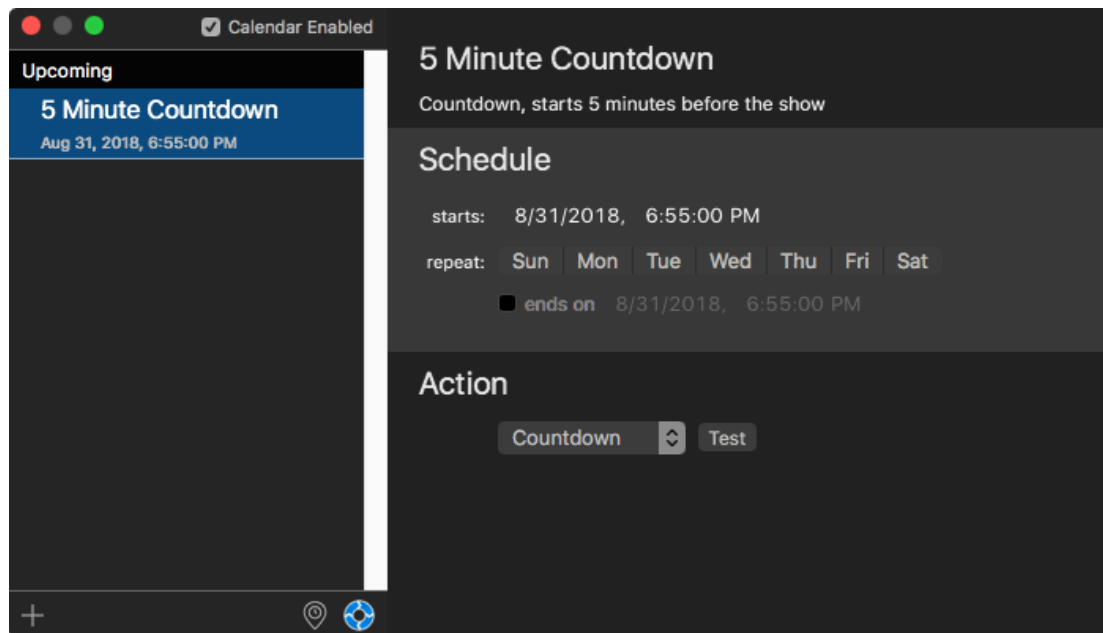 Calendar Enabled
Upcoming
5 Minute Countdown
Aug 31, 2018, 6:55:00 PM
5 Minute Countdown
Countdown, starts 5 minutes before the show
Schedule
starts: 8/31/2018, 6:55:00 PM
repeat: Sun Mon Tue Wed Thu Fri Sat
ends on 8/31/2018, 6:55:00 PM
Action
Countdown Test